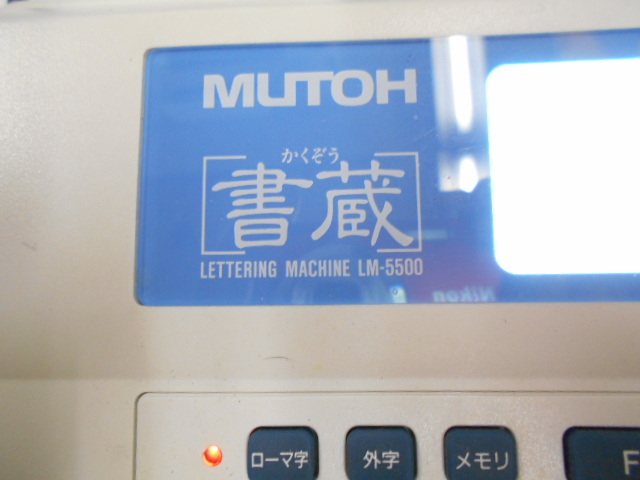 MUTOH
かくぞう
書蔵
LETTERING MACHINE LM-5500
Nikon
ローマ字 外字 メモリ F